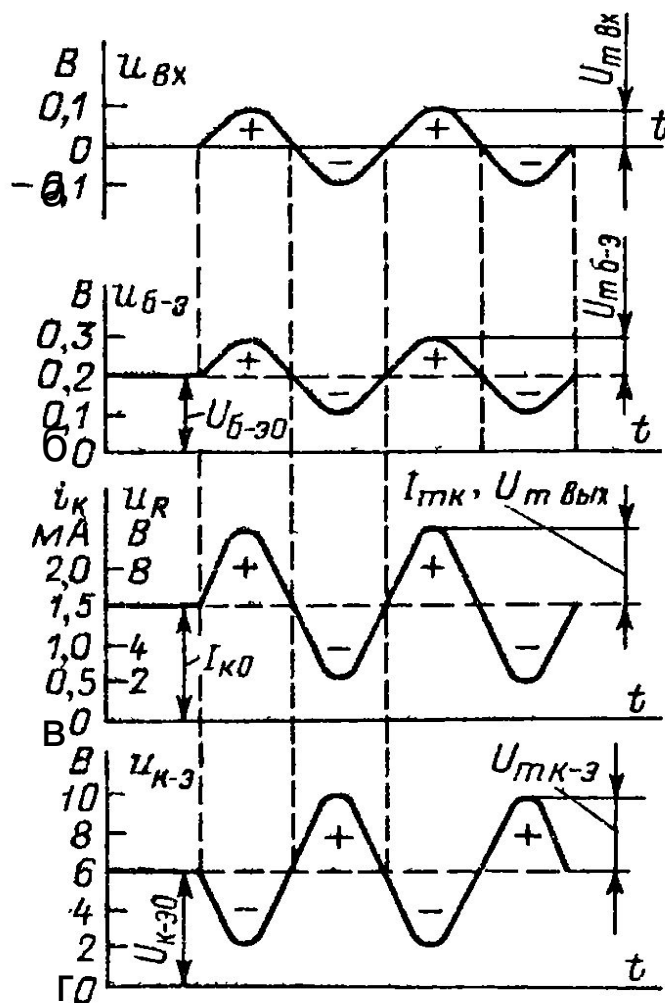 В u вх
U m вх
0,1
+ + t
0
− −
-0,1
а
В u б-э
U m б-э
0,3
+ +
0,2
− −
0,1 U б-э0
t
б 0
i к u R
мА В
I mк, U m вых
2,0 8
+ +
1,5
1,0 4
− −
I к0
0,5 2
t
0
в
В u к-э
U m к-э
10
8
+ +
6
4
− −
U к-э0
2
t
г 0